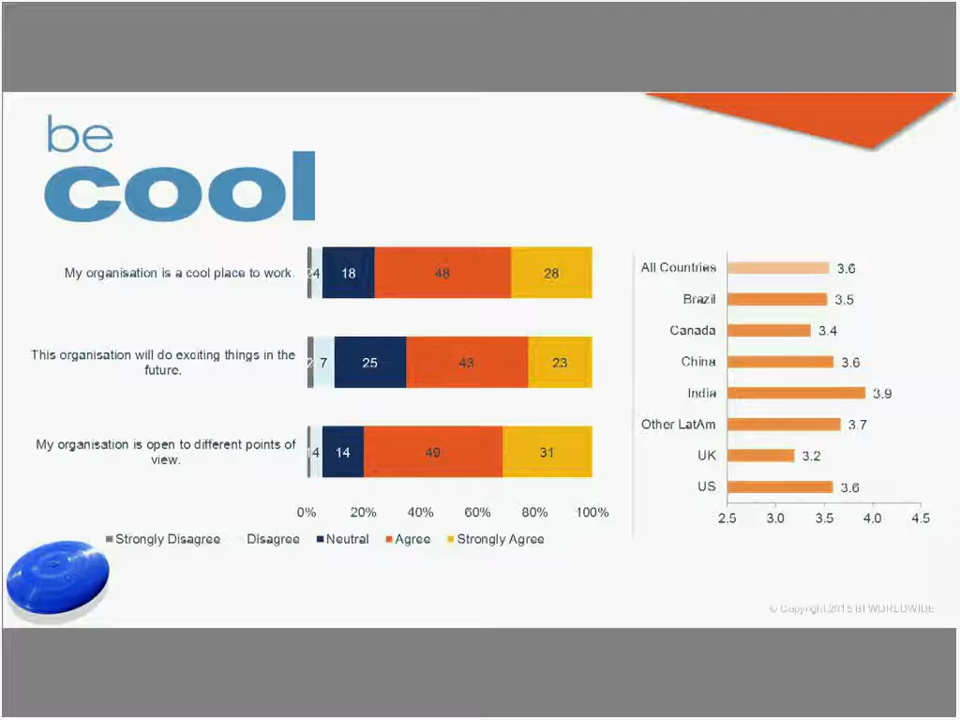 be
cool
My organisation is a cool place to work.
4 18 48 28
This organisation will do exciting things in the
future.
2 7 25 43 23
My organisation is open to different points of
view.
4 14 49 31
0% 20% 40% 60% 80% 100%
Strongly Disagree Disagree Neutral Agree Strongly Agree
All Countries 3.6
Brazil 3.5
Canada 3.4
China 3.6
India 3.9
Other LatAm 3.7
UK 3.2
US 3.6
2.5 3.0 3.5 4.0 4.5
© Copyright 2015 BI WORLDWIDE